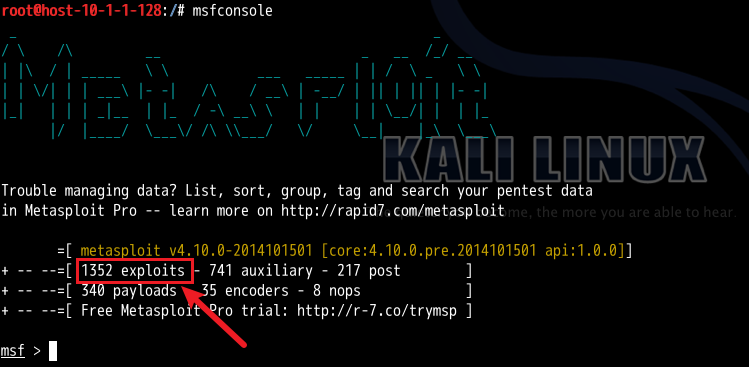 root@host-10-1-1-128:/# msfconsole
METASPLOIT
KALI LINUX
Trouble managing data? List, sort, group, tag and search your pentest data
in Metasploit Pro -- learn more on http://rapid7.com/metasploit
ome, the more you are able to hear.
=[ metasploit v4.10.0-2014101501 [core:4.10.0.pre.2014101501 api:1.0.0]]
+ -- --=[ 1352 exploits - 741 auxiliary - 217 post ]
+ -- --=[ 340 payloads - 35 encoders - 8 nops ]
+ -- --=[ Free Metasploit Pro trial: http://r-7.co/trymsp ]
msf >